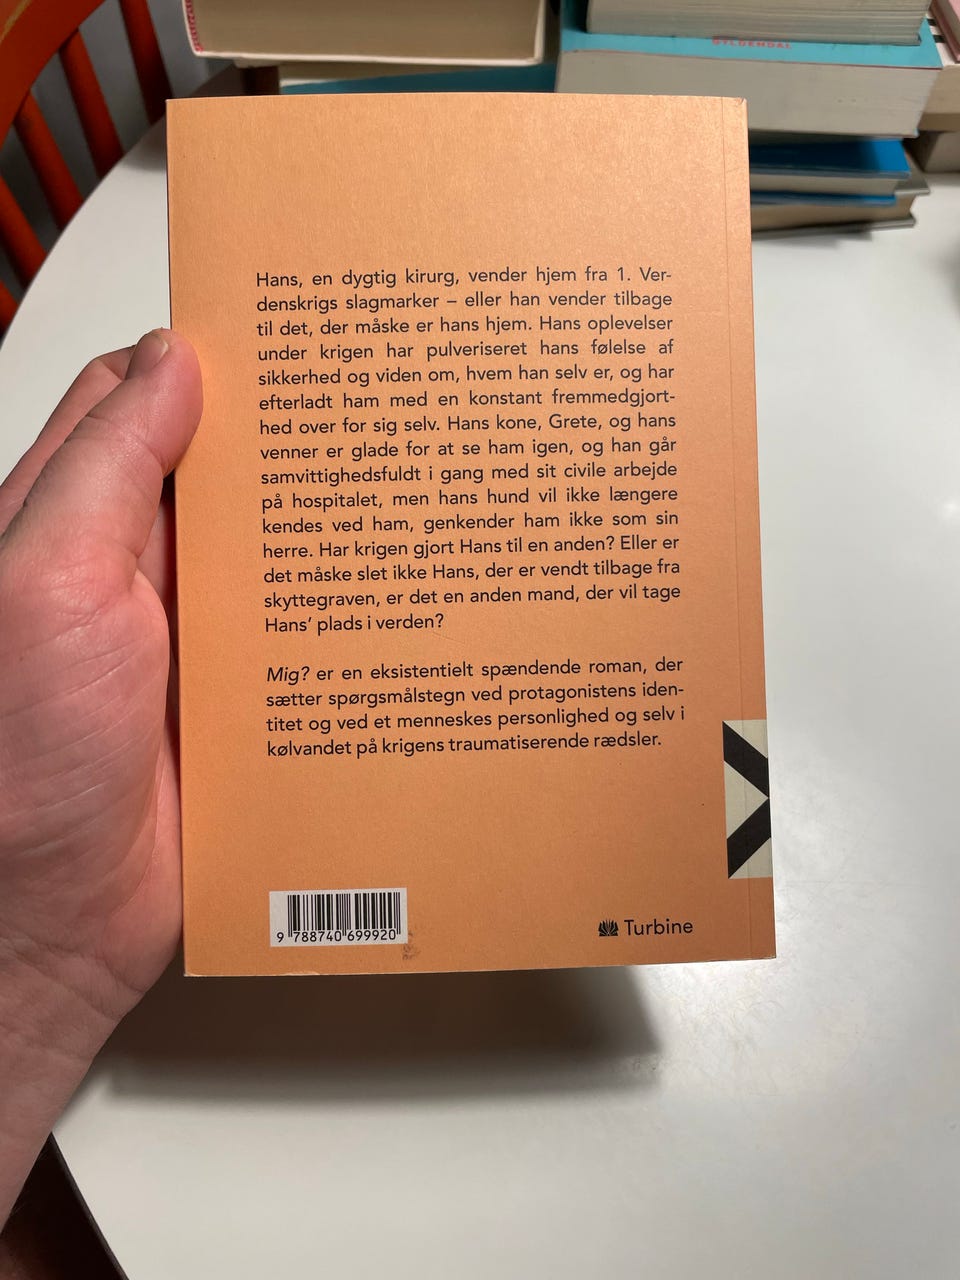 GYLDENDAL
Hans, en dygtig kirurg, vender hjem fra 1. Ver-
denskrigs slagmarker – eller han vender tilbage
til det, der måske er hans hjem. Hans oplevelser
under krigen har pulveriseret hans følelse af
sikkerhed og viden om, hvem han selv er, og har
efterladt ham med en konstant fremmedgjort-
hed over for sig selv. Hans kone, Grete, og hans
venner er glade for at se ham igen, og han går
samvittighedsfuldt i gang med sit civile arbejde
på hospitalet, men hans hund vil ikke længere
kendes ved ham, genkender ham ikke som sin
herre. Har krigen gjort Hans til en anden? Eller er
det måske slet ikke Hans, der er vendt tilbage fra
skyttegraven, er det en anden mand, der vil tage
Hans’ plads i verden?
Mig? er en eksistentielt spændende roman, der
sætter spørgsmålstegn ved protagonistens iden-
titet og ved et menneskes personlighed og selv i
kølvandet på krigens traumatiserende rædsler.
9 788740 699920
Turbine